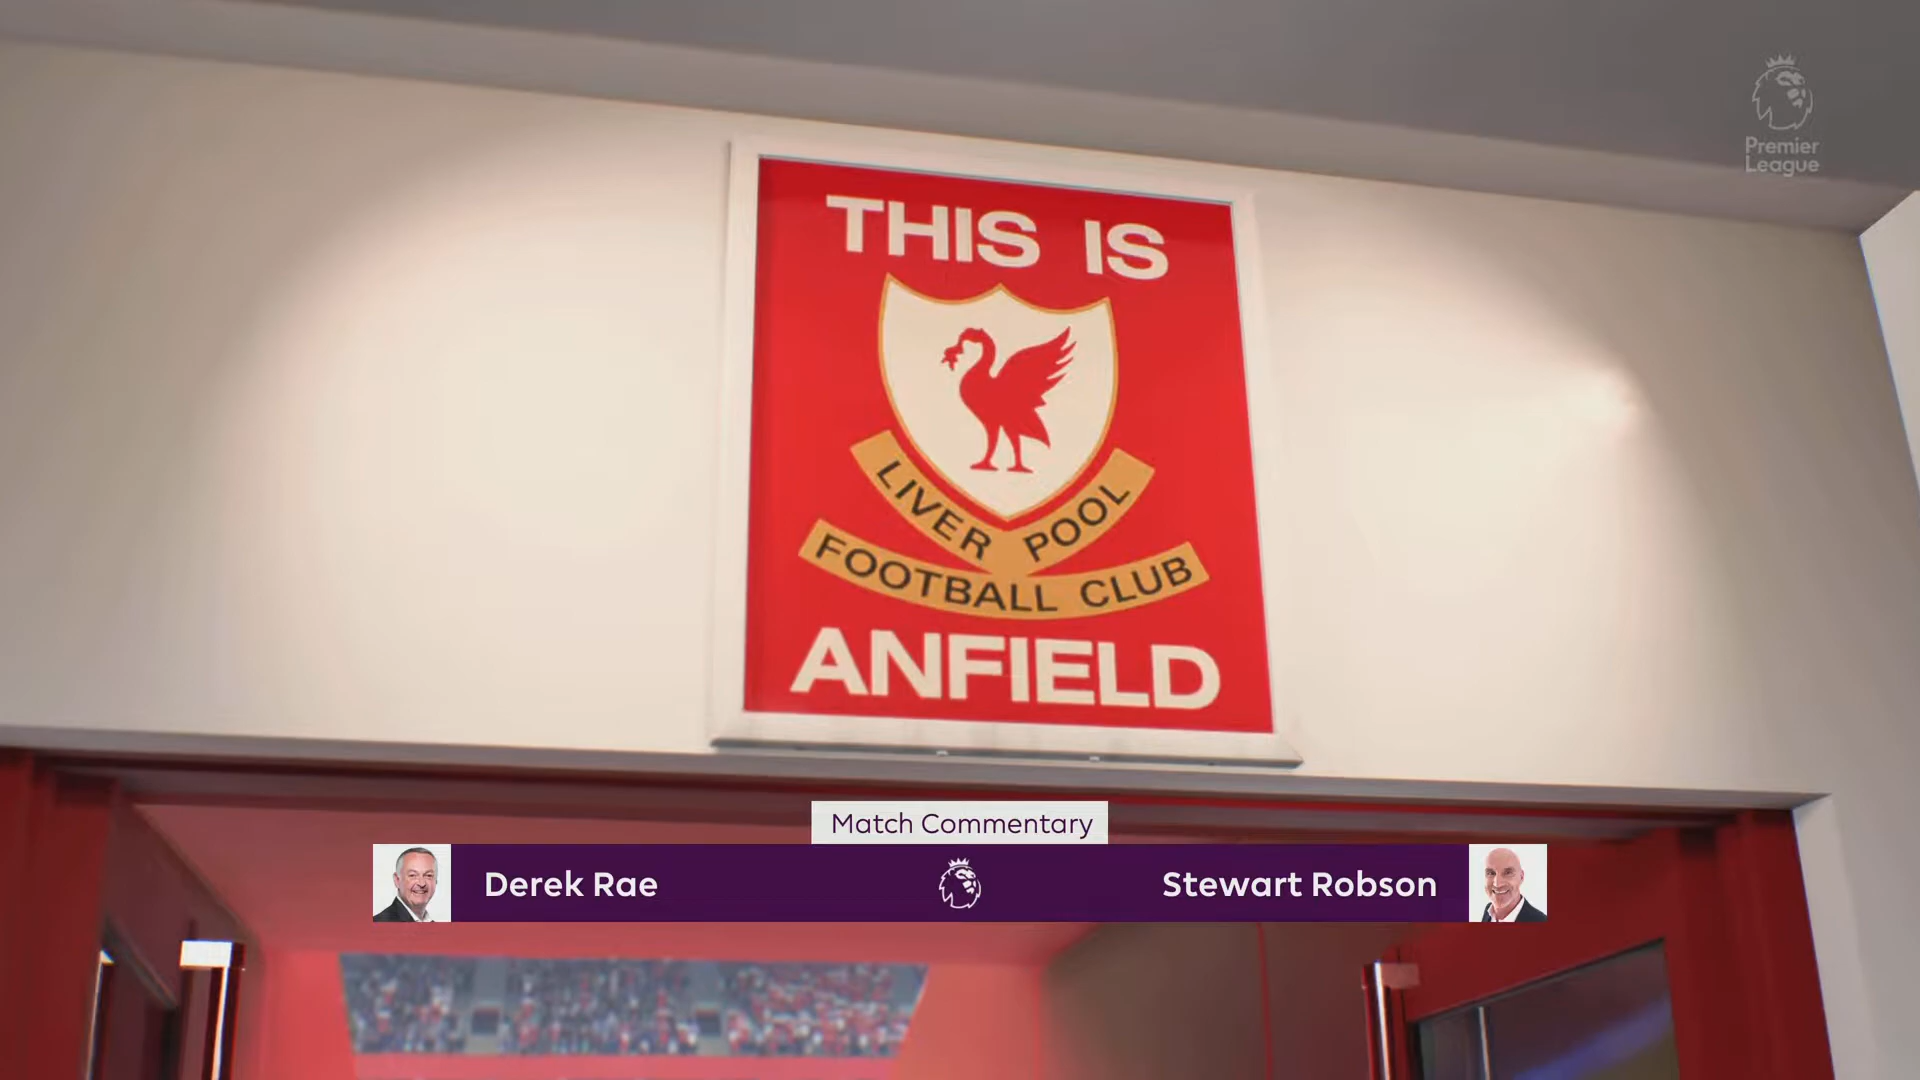 Premier
League
THIS IS
LIVER POOL
FOOTBALL CLUB
ANFIELD
Match Commentary
Derek Rae
Stewart Robson